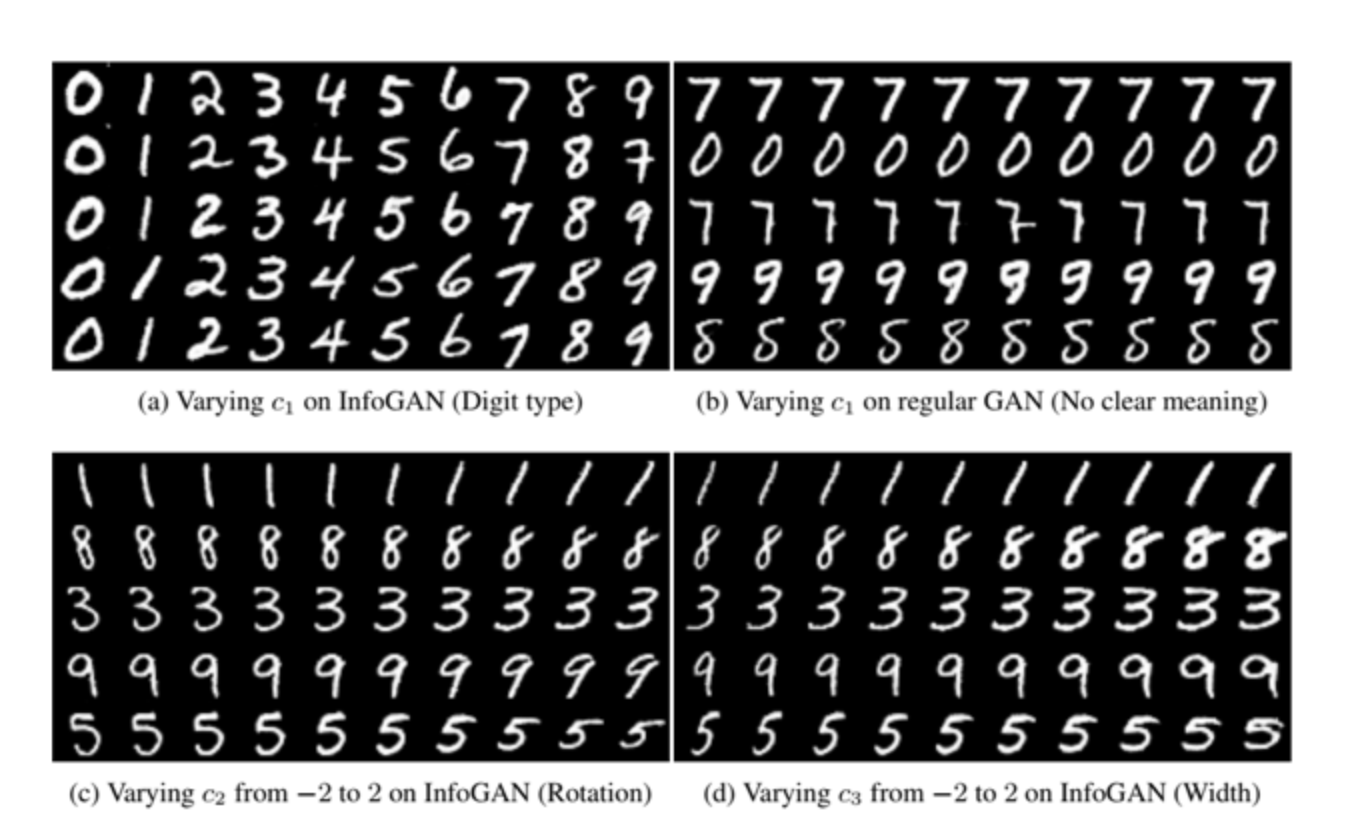 0 1 2 3 4 5 6 7 8 9 7 7 7 7 7 7 7 7 7 7
0 1 2 3 4 5 6 7 8 7 0 0 0 0 0 0 0 0 0 0
0 1 2 3 4 5 6 7 8 9 7 7 7 7 7 7 7 7 7 7
0 1 2 3 4 5 6 7 8 9 9 9 9 9 9 9 9 9 9 9
0 1 2 3 4 5 6 7 8 9
(a) Varying c₁ on InfoGAN (Digit type)
(b) Varying c₁ on regular GAN (No clear meaning)
1 1 1 1 1 1 1 1 1 1 1 1 1 1 1 1 1 1 1 1
8 8 8 8 8 8 8 8 8 8 8 8 8 8 8 8 8 8 8 8
3 3 3 3 3 3 3 3 3 3 3 3 3 3 3 3 3 3 3 3
9 9 9 9 9 9 9 9 9 9 9 9 9 9 9 9 9 9 9 9
5 5 5 5 5 5 5 5 5 5 5 5 5 5 5 5 5 5 5 5
(c) Varying c₂ from −2 to 2 on InfoGAN (Rotation)
(d) Varying c₃ from −2 to 2 on InfoGAN (Width)